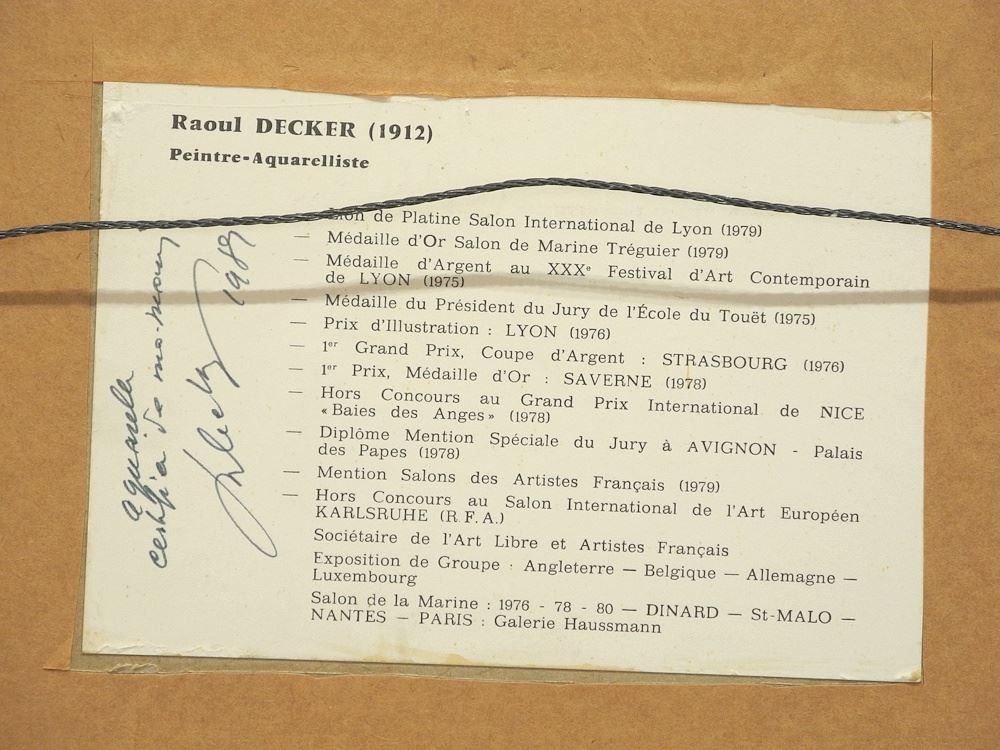 Raoul DECKER (1912)
Peintre-Aquarelliste
Lion de Platine Salon International de Lyon (1979)
— Médaille d'Or Salon de Marine Tréguier (1979)
— Médaille d'Argent au XXXe Festival d'Art Contemporain
de LYON (1975)
— Médaille du Président du Jury de l'École du Touët (1975)
— Prix d'Illustration : LYON (1976)
— 1er Grand Prix, Coupe d'Argent : STRASBOURG (1976)
— 1er Prix, Médaille d'Or : SAVERNE (1978)
— Hors Concours au Grand Prix International de NICE
«Baies des Anges» (1978)
— Diplôme Mention Spéciale du Jury à AVIGNON - Palais
des Papes (1978)
— Mention Salons des Artistes Français (1979)
— Hors Concours au Salon International de l'Art Européen
KARLSRUHE (R.F.A.)
Sociétaire de l'Art Libre et Artistes Français
Exposition de Groupe : Angleterre — Belgique — Allemagne —
Luxembourg
Salon de la Marine : 1976 - 78 - 80 — DINARD — St-MALO —
NANTES — PARIS : Galerie Haussmann
aquarelle
de ma main
Decker 1989